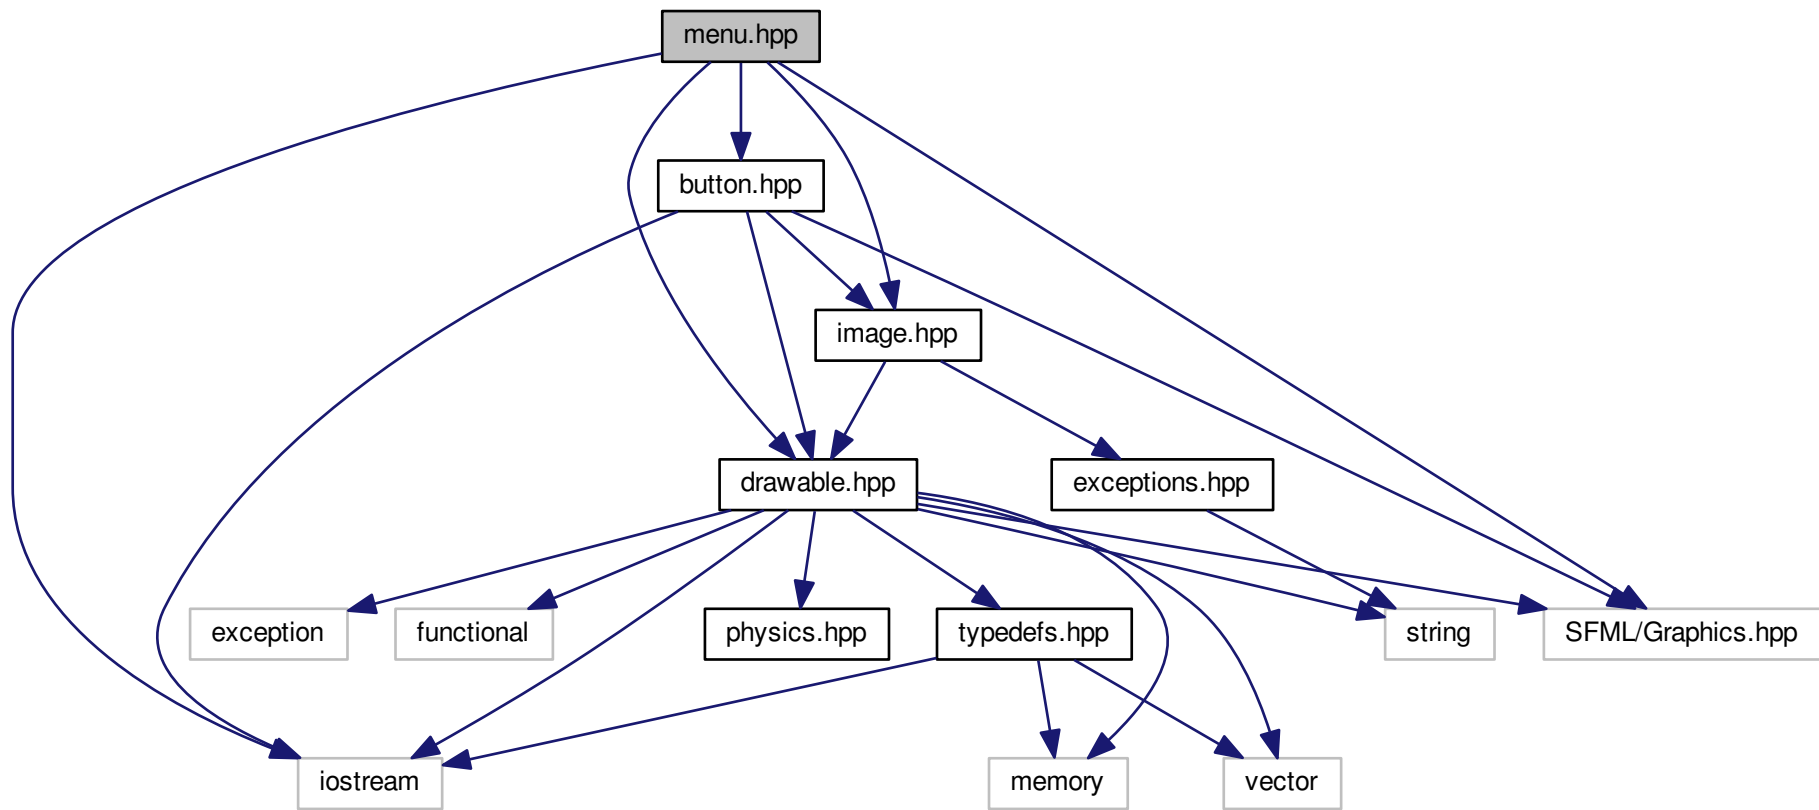 menu.hpp
button.hpp
image.hpp
drawable.hpp
exceptions.hpp
exception
functional
physics.hpp
typedefs.hpp
string
SFML/Graphics.hpp
iostream
memory
vector